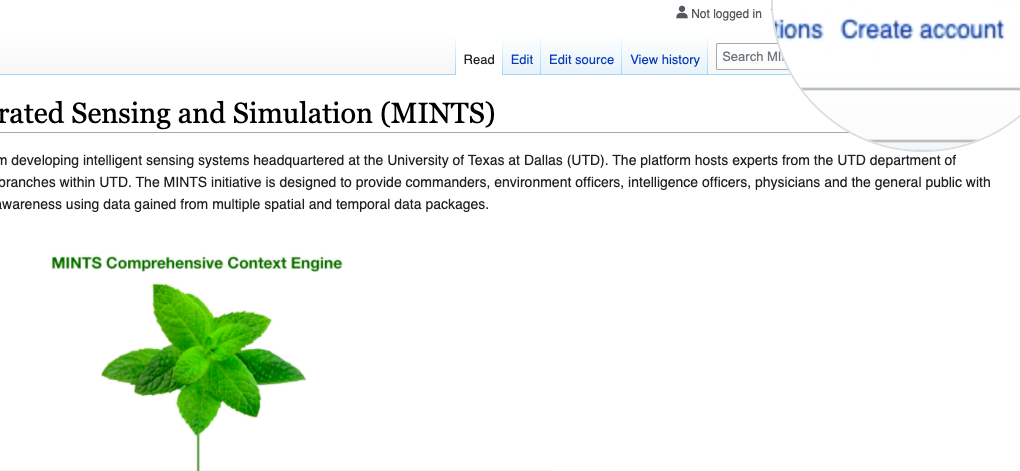 Not logged in
tions Create account
Read Edit Edit source View history Search MI
rated Sensing and Simulation (MINTS)
m developing intelligent sensing systems headquartered at the University of Texas at Dallas (UTD). The platform hosts experts from the UTD department of
branches within UTD. The MINTS initiative is designed to provide commanders, environment officers, intelligence officers, physicians and the general public with
awareness using data gained from multiple spatial and temporal data packages.
MINTS Comprehensive Context Engine